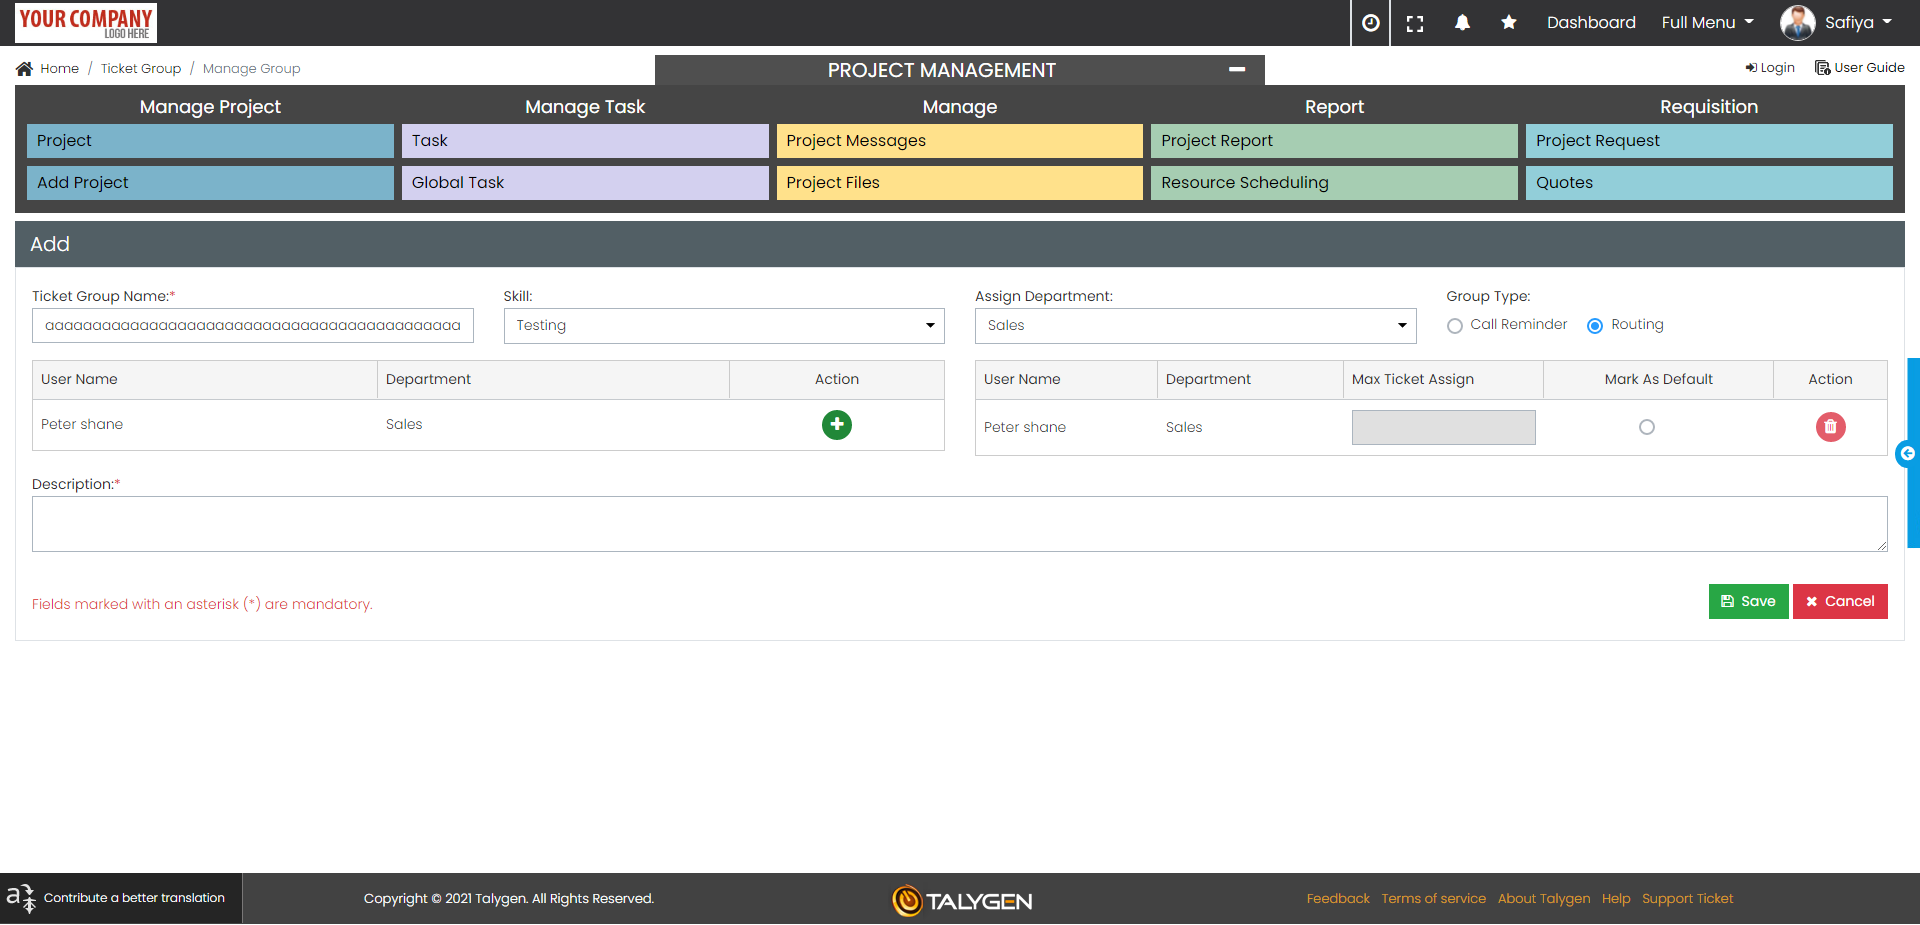 YOUR COMPANY
LOGO HERE
Dashboard
Full Menu
Safiya
Home / Ticket Group / Manage Group
PROJECT MANAGEMENT
Login
User Guide
Manage Project
Manage Task
Manage
Report
Requisition
Project
Task
Project Messages
Project Report
Project Request
Add Project
Global Task
Project Files
Resource Scheduling
Quotes
Add
Ticket Group Name:*
Skill:
Assign Department:
Group Type:
aaaaaaaaaaaaaaaaaaaaaaaaaaaaaaaaaaaaaaaaaaaa
Testing
Sales
Call Reminder
Routing
User Name
Department
Action
User Name
Department
Max Ticket Assign
Mark As Default
Action
Peter shane
Sales
Peter shane
Sales
Description:*
Fields marked with an asterisk (*) are mandatory.
Save
Cancel
Contribute a better translation
Copyright © 2021 Talygen. All Rights Reserved.
TALYGEN
Feedback
Terms of service
About Talygen
Help
Support Ticket